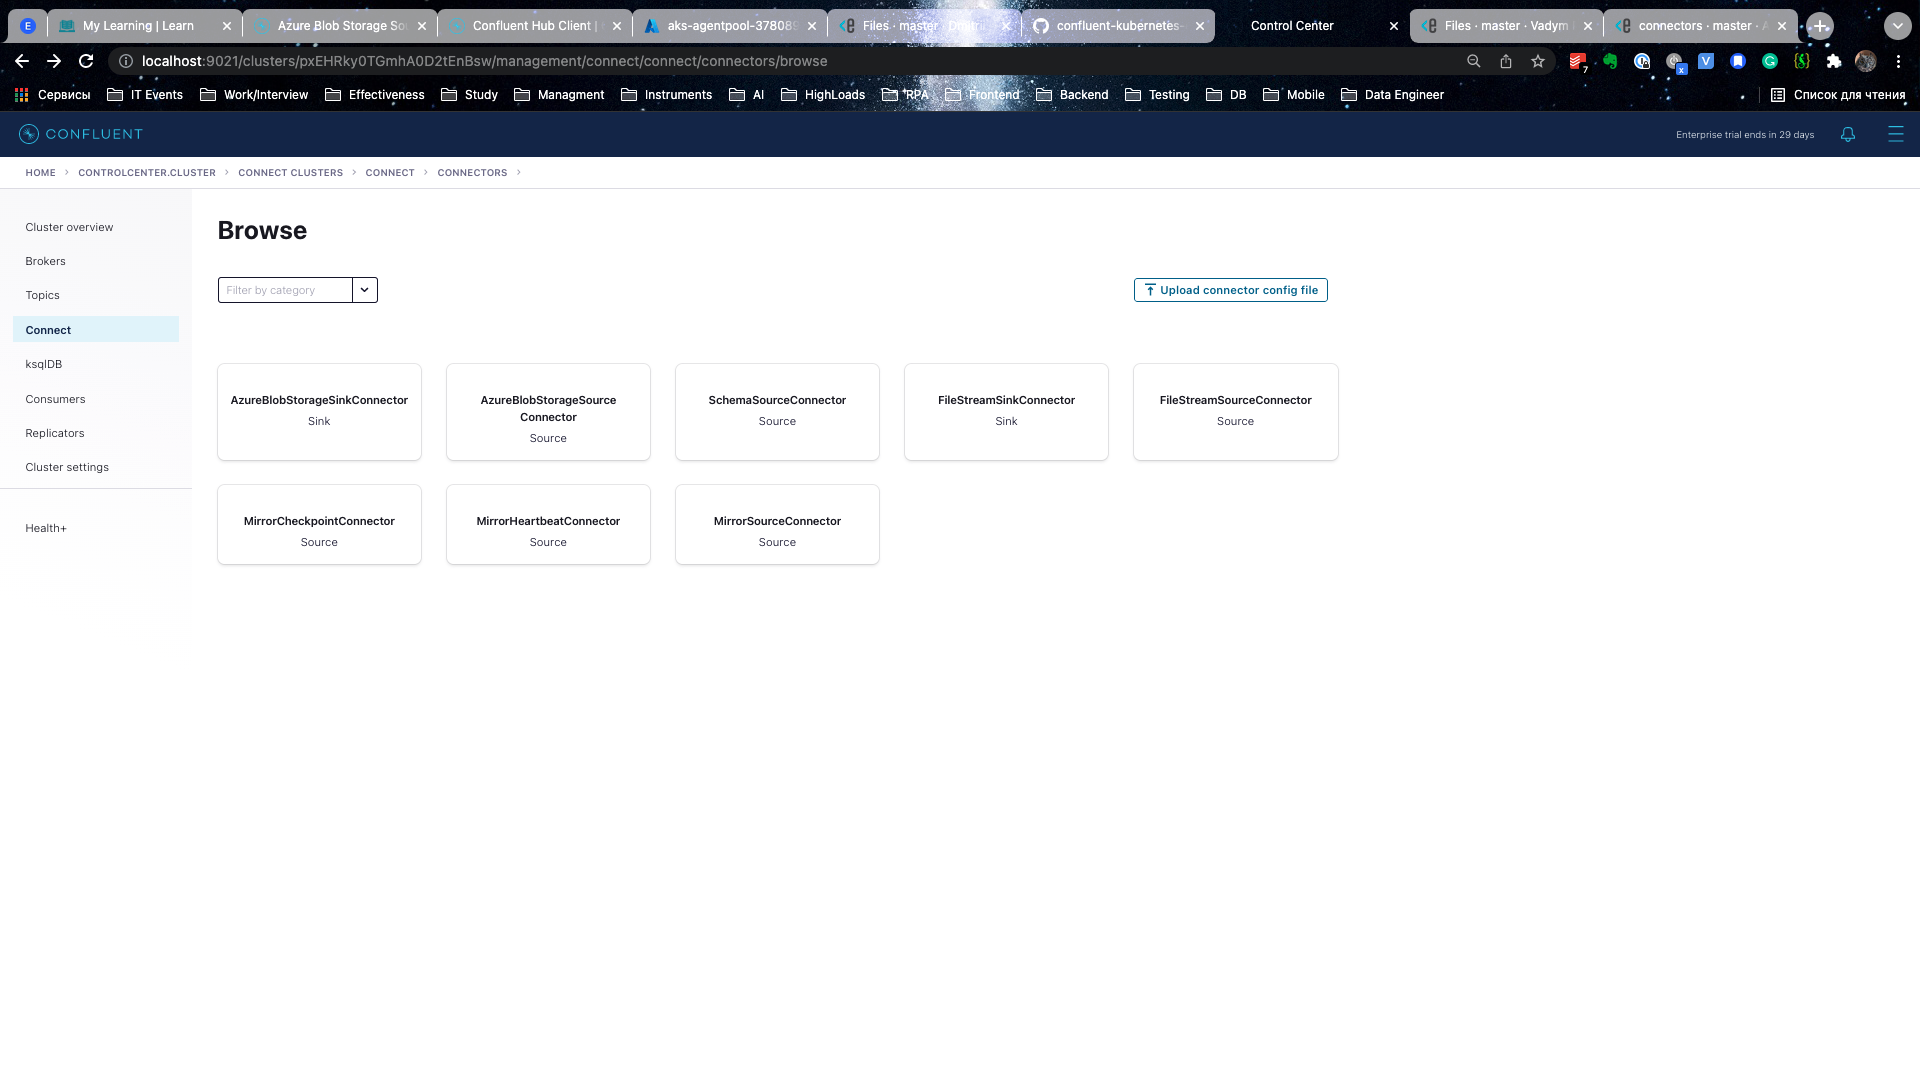 E
My Learning | Learn
Azure Blob Storage So
Confluent Hub Client |
aks-agentpool-378089
Files · master
confluent-kubernetes-
Control Center
Files · master · Vadym
connectors · master · A
localhost:9021/clusters/pxEHRky0TGmhA0D2tEnBsw/management/connect/connect/connectors/browse
7
x
V
G
Сервисы
IT Events
Work/Interview
Effectiveness
Study
Managment
Instruments
AI
HighLoads
RPA
Frontend
Backend
Testing
DB
Mobile
Data Engineer
Список для чтения
CONFLUENT
Enterprise trial ends in 29 days
HOME > CONTROLCENTER.CLUSTER > CONNECT CLUSTERS > CONNECT > CONNECTORS >
Cluster overview
Brokers
Topics
Connect
ksqlDB
Consumers
Replicators
Cluster settings
Health+
Browse
Filter by category
Upload connector config file
AzureBlobStorageSinkConnector
Sink
AzureBlobStorageSource
Connector
Source
SchemaSourceConnector
Source
FileStreamSinkConnector
Sink
FileStreamSourceConnector
Source
MirrorCheckpointConnector
Source
MirrorHeartbeatConnector
Source
MirrorSourceConnector
Source